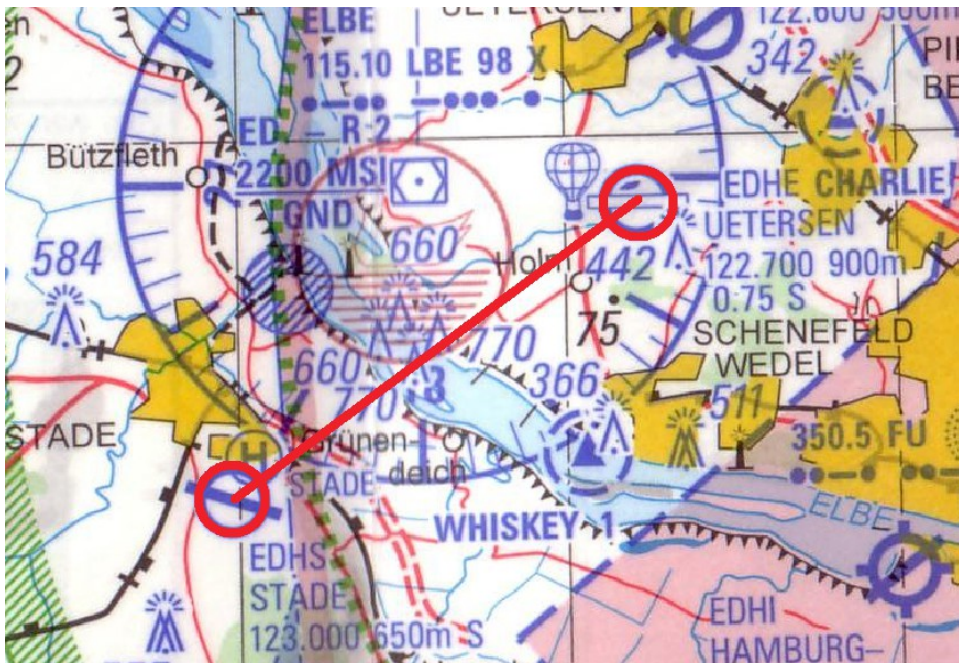 ELBE
115.10 LBE 98 X
122.600 500m
342
PI
BE
ED – R 2
2200 MSL
GND
Bützfleth
584
660
Holm
EDHE CHARLIE
UETERSEN
442
122.700 900m
0.75 S
75
SCHENEFELD
WEDEL
770
660
770
3
366
511
STADE
H
Grünen-
deich
STADE
350.5 FU
ELBE
WHISKEY 1
EDHS
STADE
123.000 650m S
EDHI
HAMBURG–